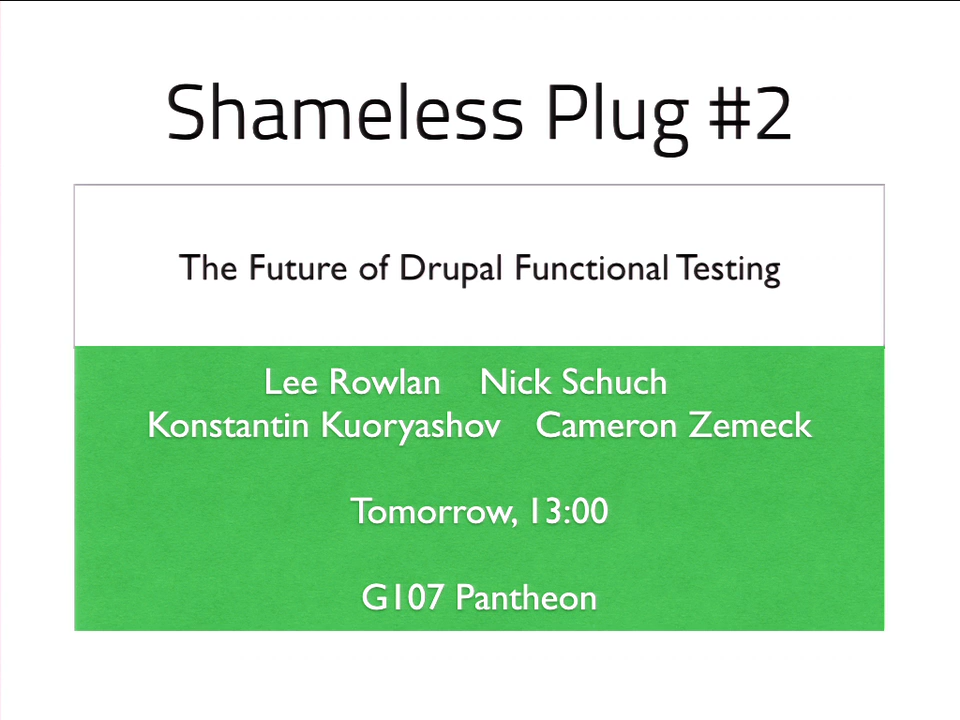 Shameless Plug #2
The Future of Drupal Functional Testing
Lee Rowlan Nick Schuch
Konstantin Kuoryashov Cameron Zemeck
Tomorrow, 13:00
G107 Pantheon